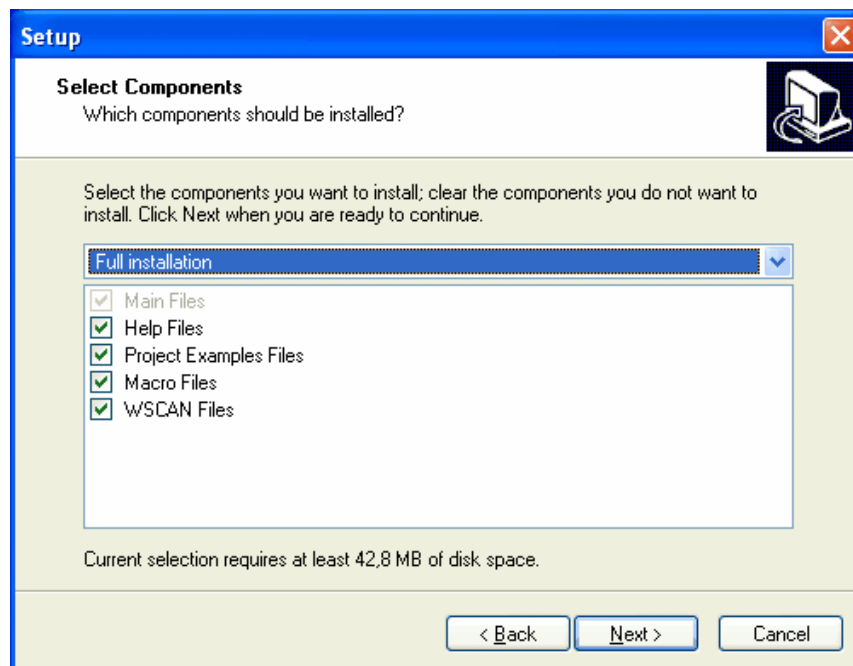 Setup
Select Components
Which components should be installed?
Select the components you want to install; clear the components you do not want to
install. Click Next when you are ready to continue.
Full installation
Main Files
Help Files
Project Examples Files
Macro Files
WSCAN Files
Current selection requires at least 42,8 MB of disk space.
< Back
Next >
Cancel